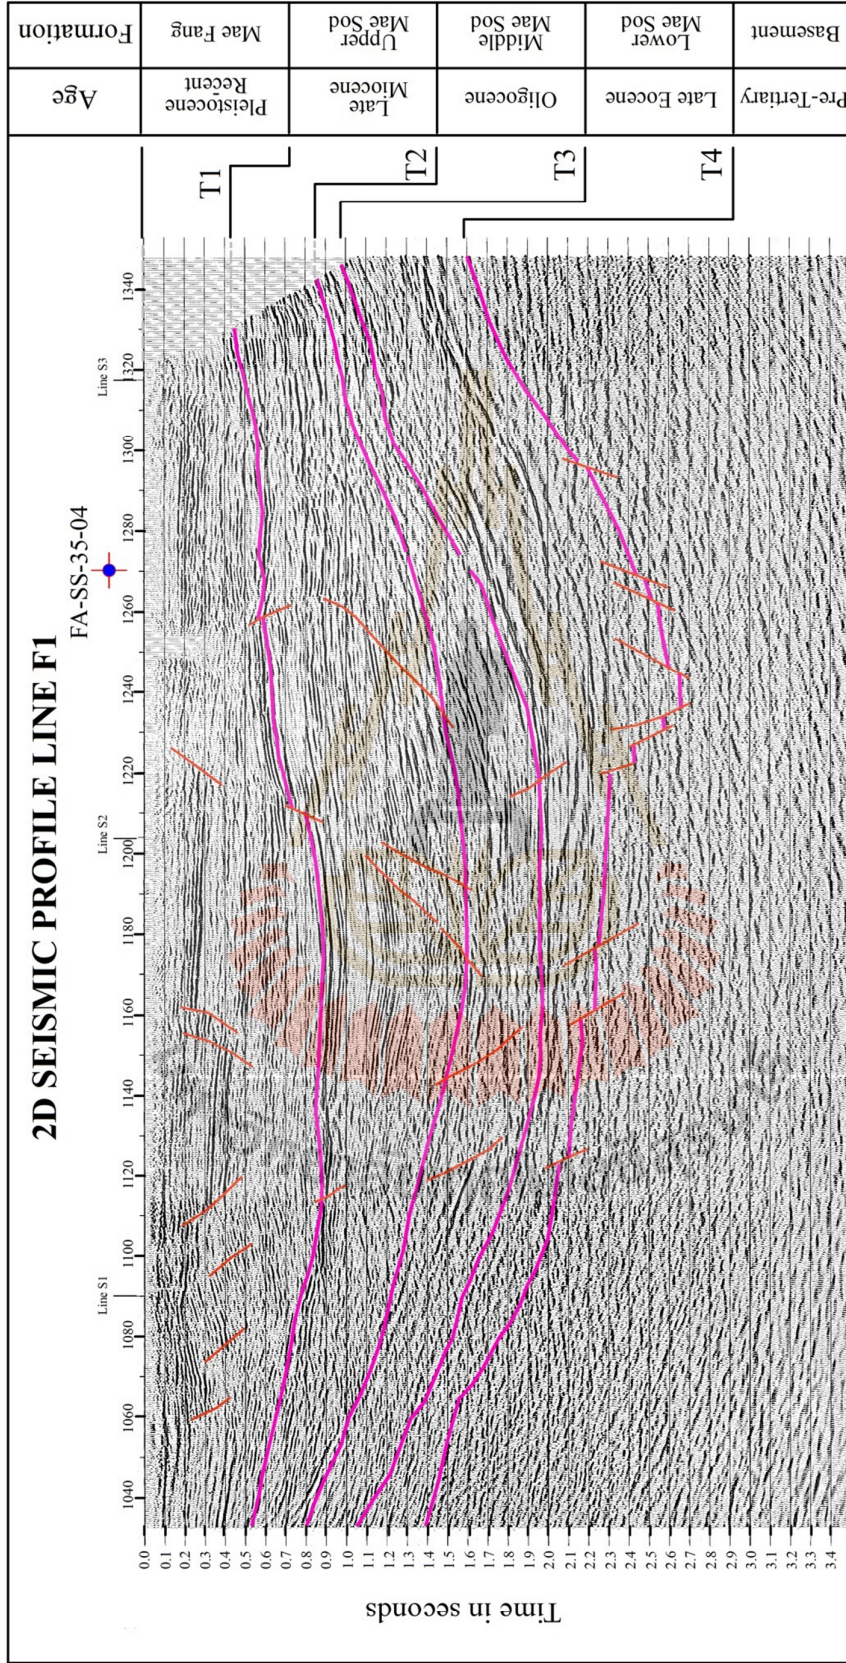 2D SEISMIC PROFILE LINE F1
FA-SS-35-04
Line S1
Line S2
Line S3
1040
1060
1080
1100
1120
1140
1160
1180
1200
1220
1240
1260
1280
1300
1320
1340
Time in seconds
0.0
0.1
0.2
0.3
0.4
0.5
0.6
0.7
0.8
0.9
1.0
1.1
1.2
1.3
1.4
1.5
1.6
1.7
1.8
1.9
2.0
2.1
2.2
2.3
2.4
2.5
2.6
2.7
2.8
2.9
3.0
3.1
3.2
3.3
3.4
T1
T2
T3
T4
Age
Pleistocene
-
Recent
Late
Miocene
Oligocene
Late Eocene
Pre-Tertiary
Formation
Mae Fang
Upper
Mae Sod
Middle
Mae Sod
Lower
Mae Sod
Basement